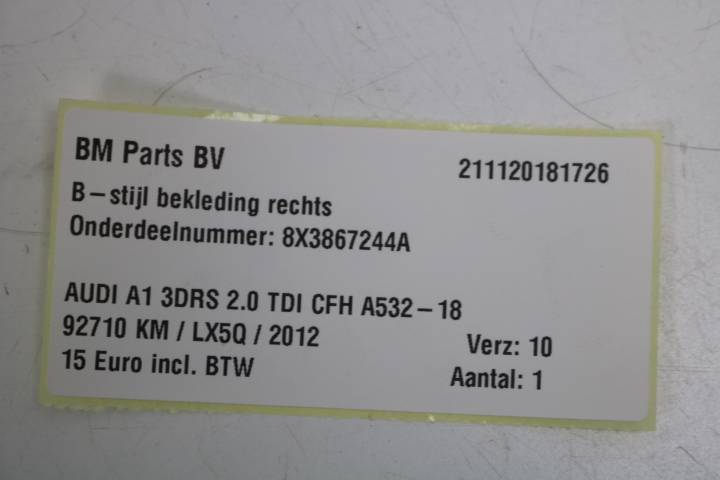 BM Parts BV
211120181726
B-stijl bekleding rechts
Onderdeelnummer: 8X3867244A
AUDI A1 3DRS 2.0 TDI CFH A532-18
92710 KM / LX5Q / 2012
Verz: 10
15 Euro incl. BTW
Aantal: 1